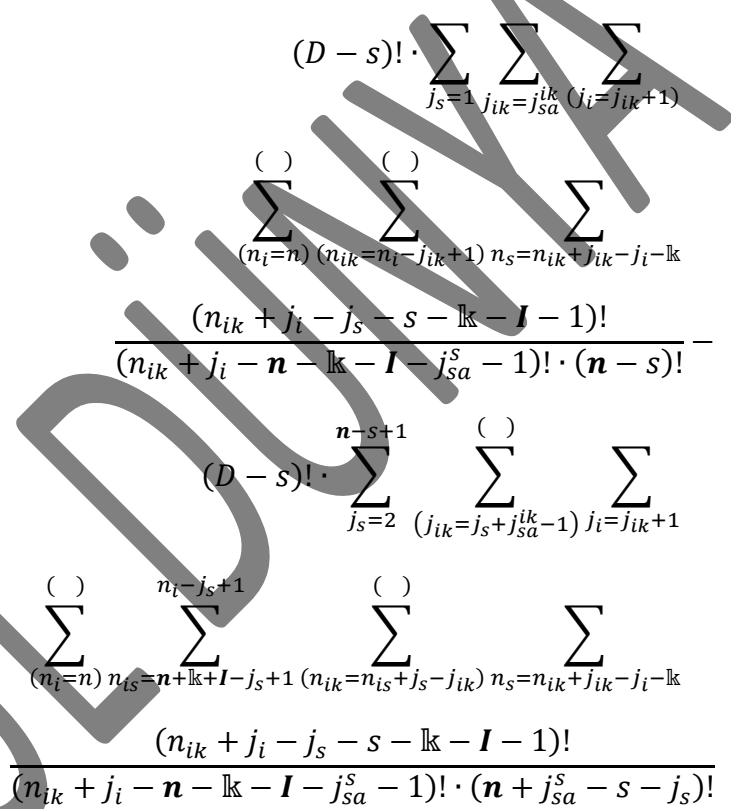 (D − s)! · ∑_{j_s=1} ∑_{j_{ik}=j_{sa}^{ik}} ∑_{(j_i=j_{ik}+1)}
∑_{(n_i=n)}^{( )} ∑_{(n_{ik}=n_i−j_{ik}+1)}^{( )} ∑_{n_s=n_{ik}+j_{ik}−j_i−𝕜}
(n_{ik} + j_i − j_s − s − 𝕜 − I − 1)!
(n_{ik} + j_i − n − 𝕜 − I − j_{sa}^{s} − 1)! · (n − s)! −
(D − s)! · ∑_{j_s=2}^{n−s+1} ∑_{(j_{ik}=j_s+j_{sa}^{ik}−1)}^{( )} ∑_{j_i=j_{ik}+1}
∑_{(n_i=n)}^{( )} ∑_{n_{is}=n+𝕜+I−j_s+1}^{n_i−j_s+1} ∑_{(n_{ik}=n_{is}+j_s−j_{ik})}^{( )} ∑_{n_s=n_{ik}+j_{ik}−j_i−𝕜}
(n_{ik} + j_i − j_s − s − 𝕜 − I − 1)!
(n_{ik} + j_i − n − 𝕜 − I − j_{sa}^{s} − 1)! · (n + j_{sa}^{s} − s − j_s)!
DÜNYA